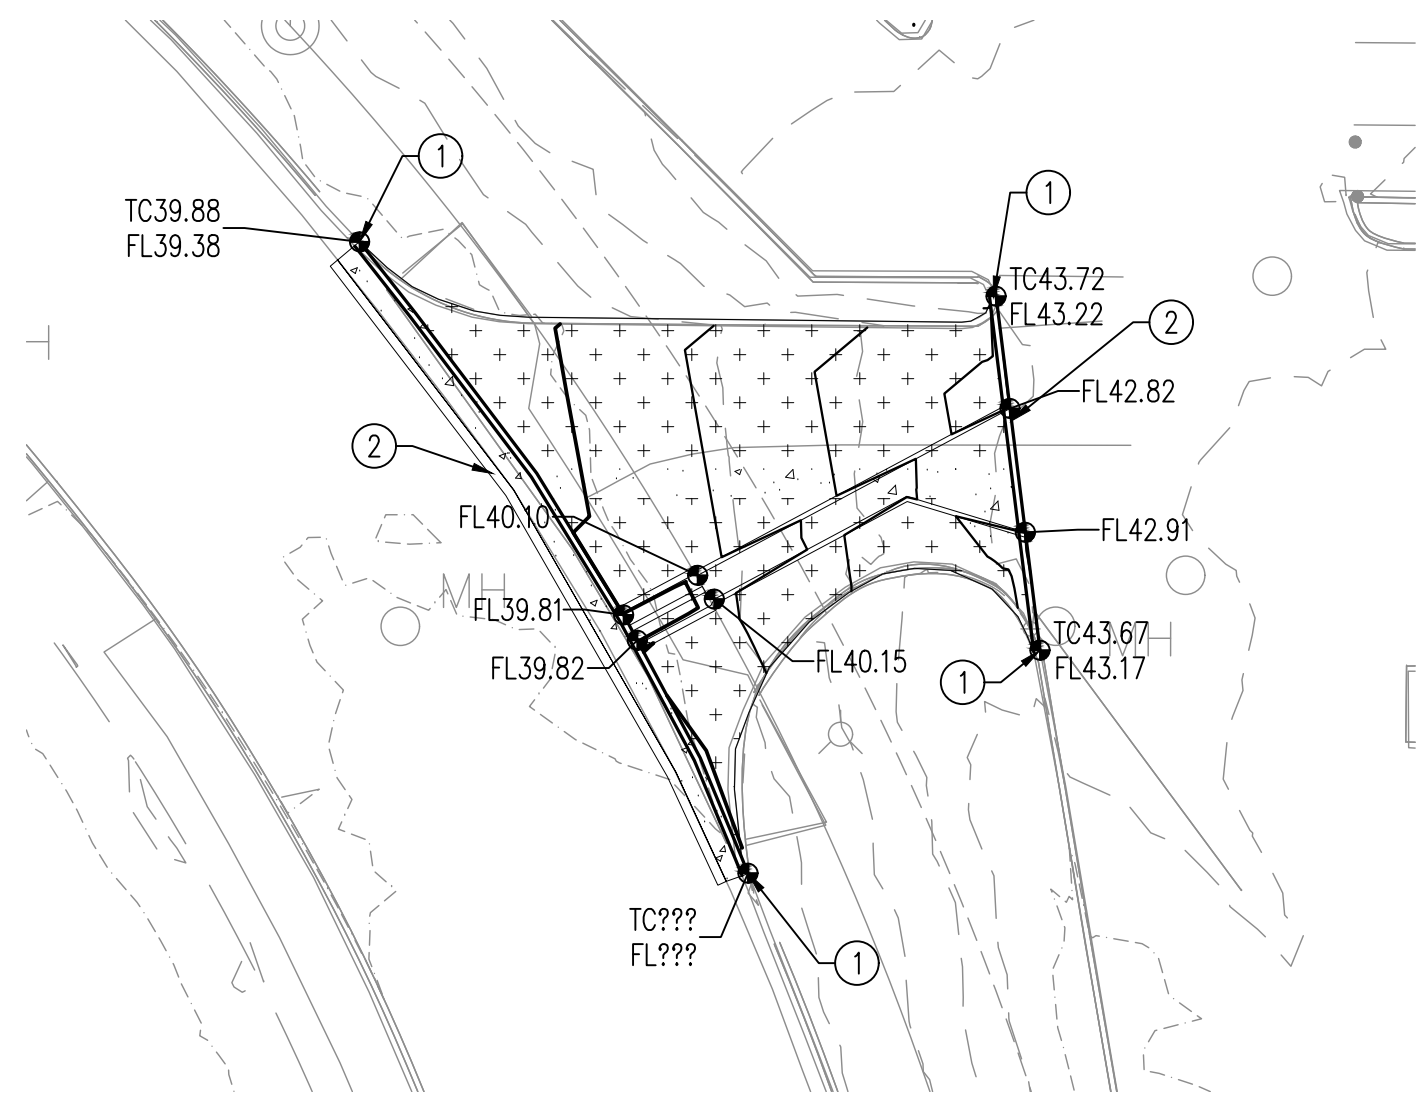 1
TC39.88
FL39.38
1
TC43.72
FL43.22
2
FL42.82
2
FL40.10
FL42.91
MH
FL39.81
FL39.82
FL40.15
TC43.67
MH
FL43.17
1
TC???
FL???
1